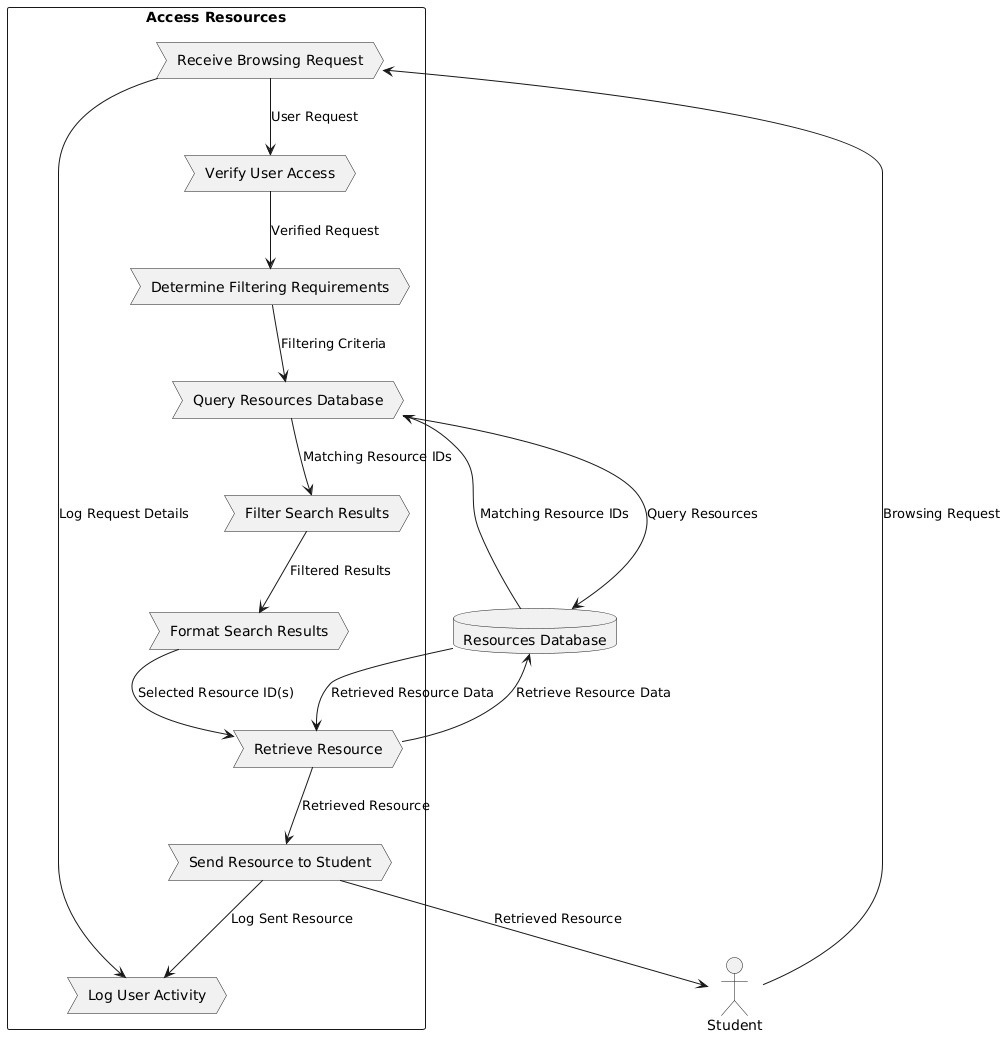 Access Resources
Receive Browsing Request
User Request
Verify User Access
Verified Request
Determine Filtering Requirements
Filtering Criteria
Query Resources Database
Matching Resource IDs
Filter Search Results
Log Request Details
Matching Resource IDs
Query Resources
Browsing Request
Filtered Results
Format Search Results
Resources Database
Selected Resource ID(s)
Retrieved Resource Data
Retrieve Resource Data
Retrieve Resource
Retrieved Resource
Send Resource to Student
Log Sent Resource
Retrieved Resource
Log User Activity
Student